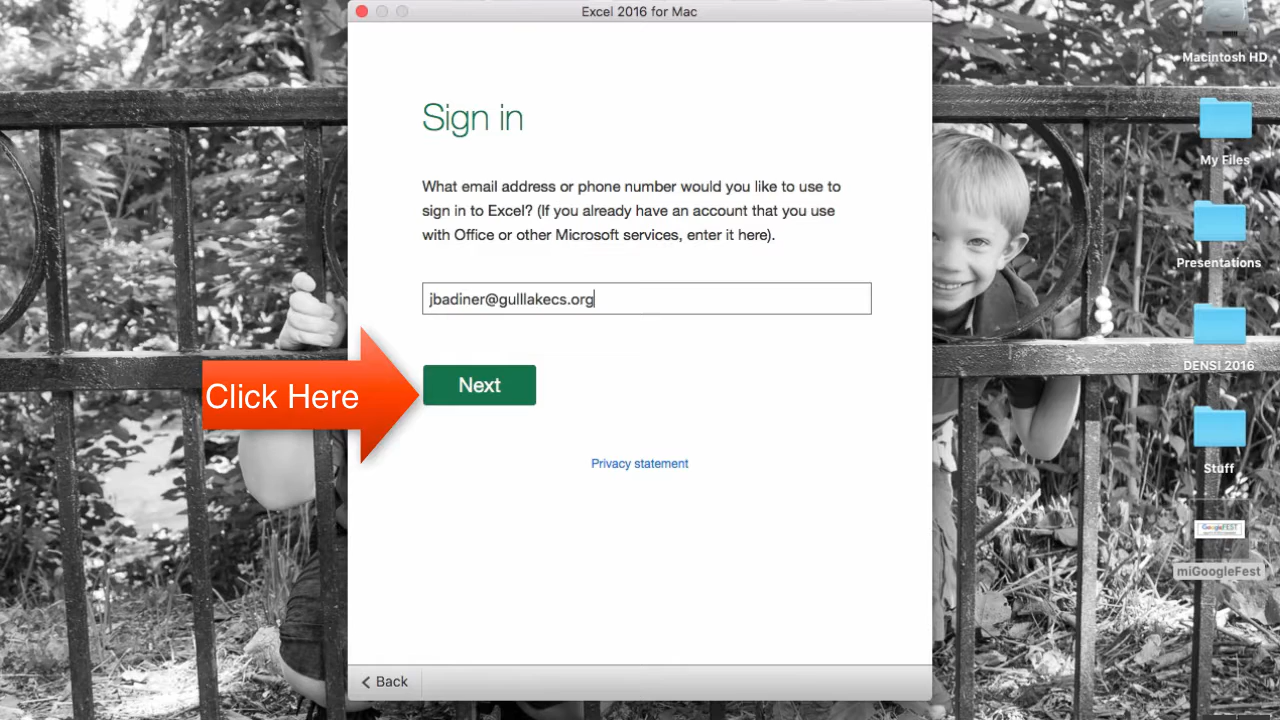 Excel 2016 for Mac
Macintosh HD
Sign in
My Files
What email address or phone number would you like to use to
sign in to Excel? (If you already have an account that you use
with Office or other Microsoft services, enter it here).
Presentations
jbadiner@gulllakecs.org
DENSI 2016
Click Here
Next
Privacy statement
Stuff
GoogleFEST
miGoogleFest
Back